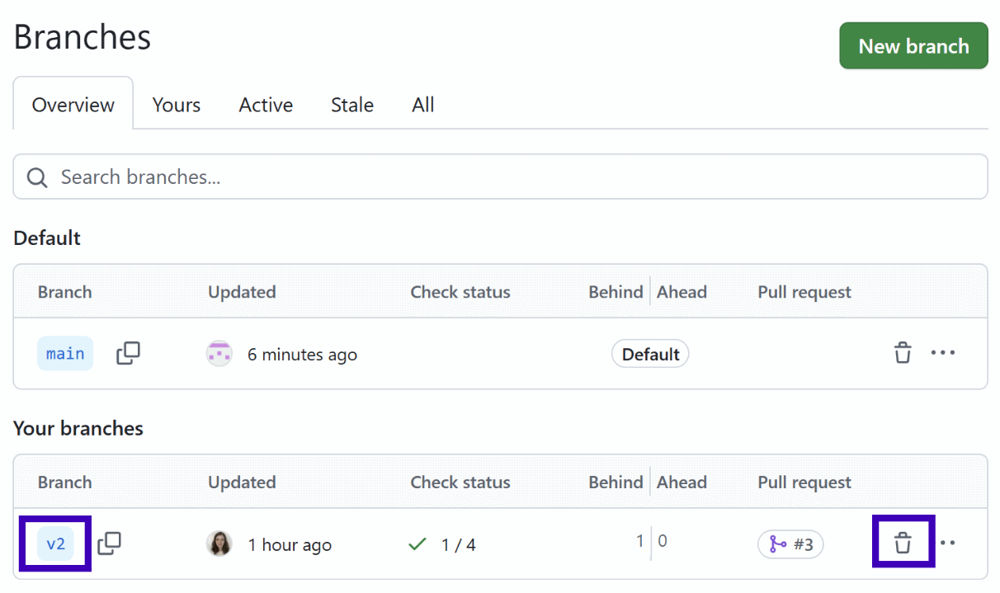 Branches
New branch
Overview Yours Active Stale All
Search branches...
Default
Branch Updated Check status Behind Ahead Pull request
main 6 minutes ago Default
Your branches
Branch Updated Check status Behind Ahead Pull request
v2 1 hour ago 1 / 4 1 0 #3